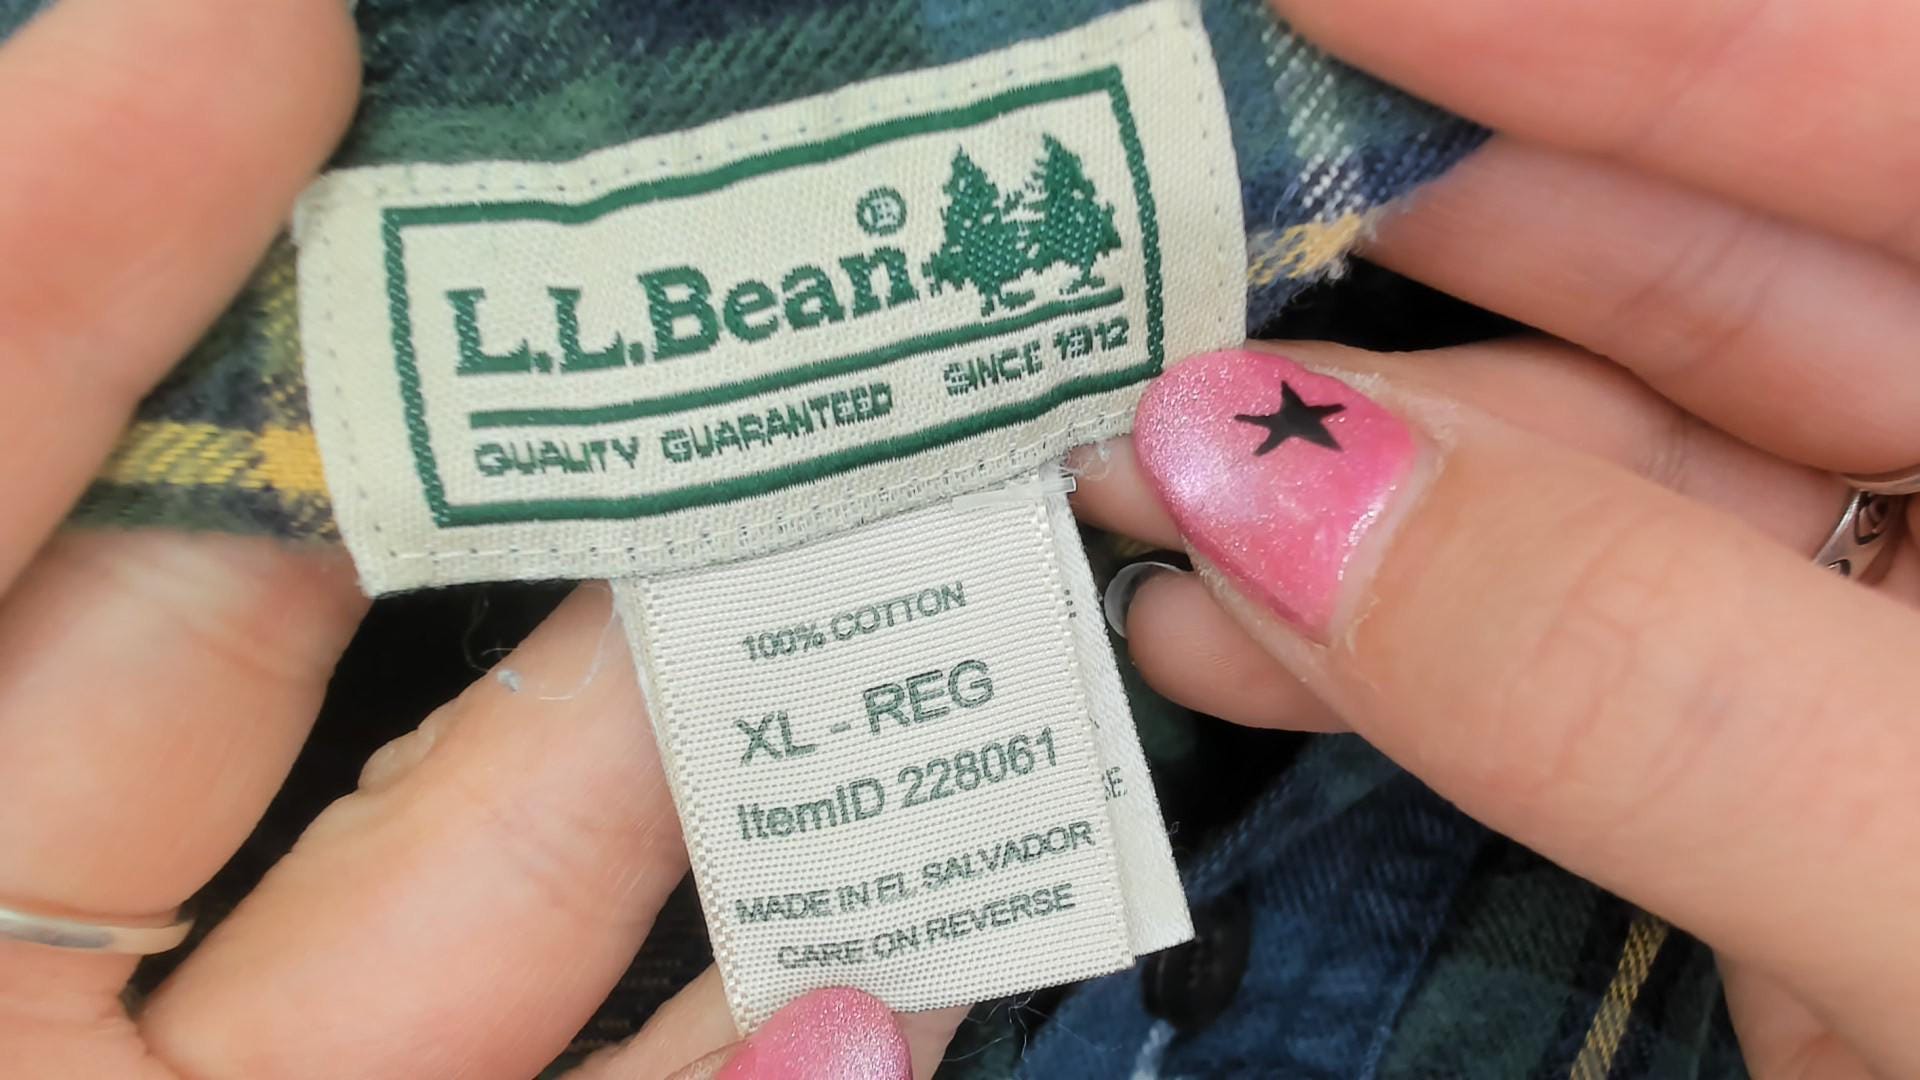 L.L.Bean®
QUALITY GUARANTEED SINCE 1912
100% COTTON
XL - REG
ItemID 228061
MADE IN EL SALVADOR
CARE ON REVERSE